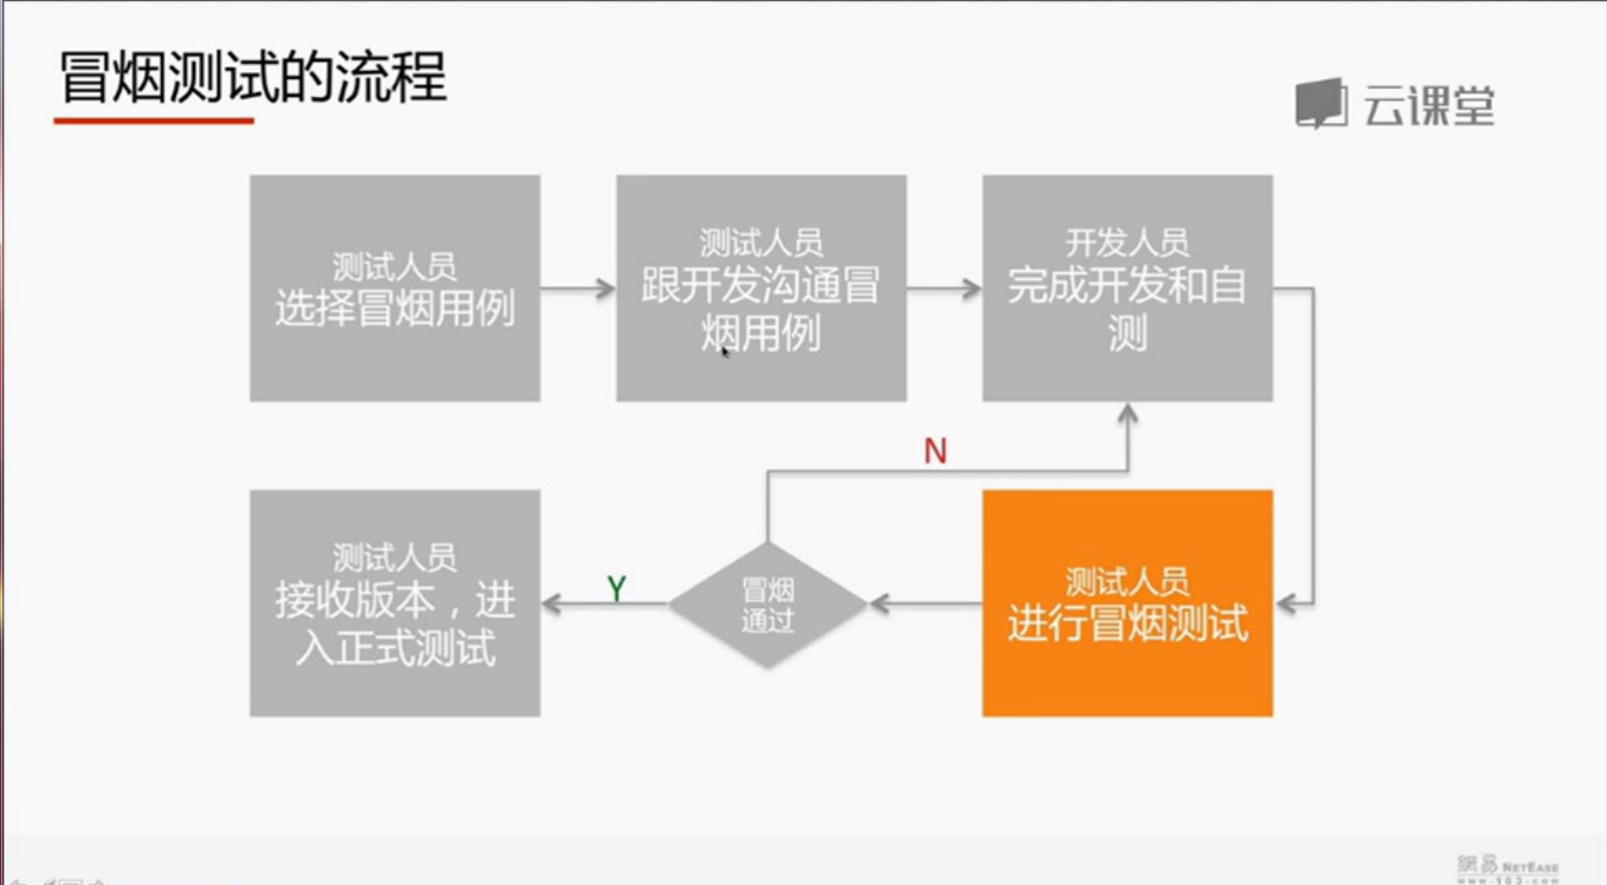 冒烟测试的流程
云课堂
测试人员
选择冒烟用例
测试人员
跟开发沟通冒
烟用例
开发人员
完成开发和自
测
N
测试人员
接收版本，进
入正式测试
Y
冒烟
通过
测试人员
进行冒烟测试
網易 NETEASE
www.163.com